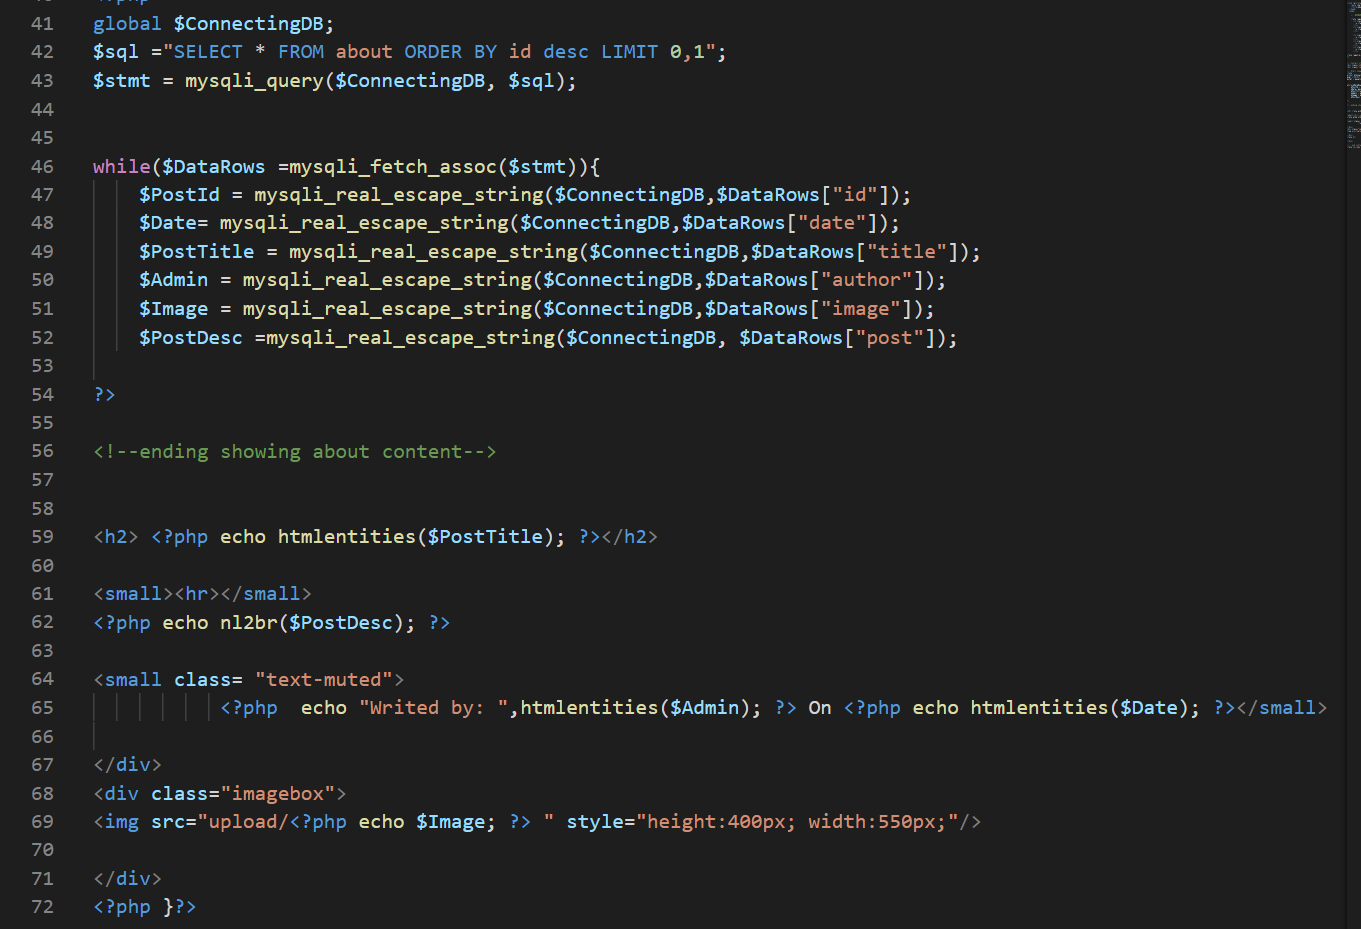 41 global $ConnectingDB;
42 $sql ="SELECT * FROM about ORDER BY id desc LIMIT 0,1";
43 $stmt = mysqli_query($ConnectingDB, $sql);
44
45
46 while($DataRows =mysqli_fetch_assoc($stmt)){
47     $PostId = mysqli_real_escape_string($ConnectingDB,$DataRows["id"]);
48     $Date= mysqli_real_escape_string($ConnectingDB,$DataRows["date"]);
49     $PostTitle = mysqli_real_escape_string($ConnectingDB,$DataRows["title"]);
50     $Admin = mysqli_real_escape_string($ConnectingDB,$DataRows["author"]);
51     $Image = mysqli_real_escape_string($ConnectingDB,$DataRows["image"]);
52     $PostDesc =mysqli_real_escape_string($ConnectingDB, $DataRows["post"]);
53
54 ?>
55
56 <!--ending showing about content-->
57
58
59 <h2> <?php echo htmlentities($PostTitle); ?></h2>
60
61 <small><hr></small>
62 <?php echo nl2br($PostDesc); ?>
63
64 <small class= "text-muted">
65            <?php  echo "Writed by: ",htmlentities($Admin); ?> On <?php echo htmlentities($Date); ?></small>
66
67 </div>
68 <div class="imagebox">
69 <img src="upload/<?php echo $Image; ?> " style="height:400px; width:550px;"/>
70
71 </div>
72 <?php }?>